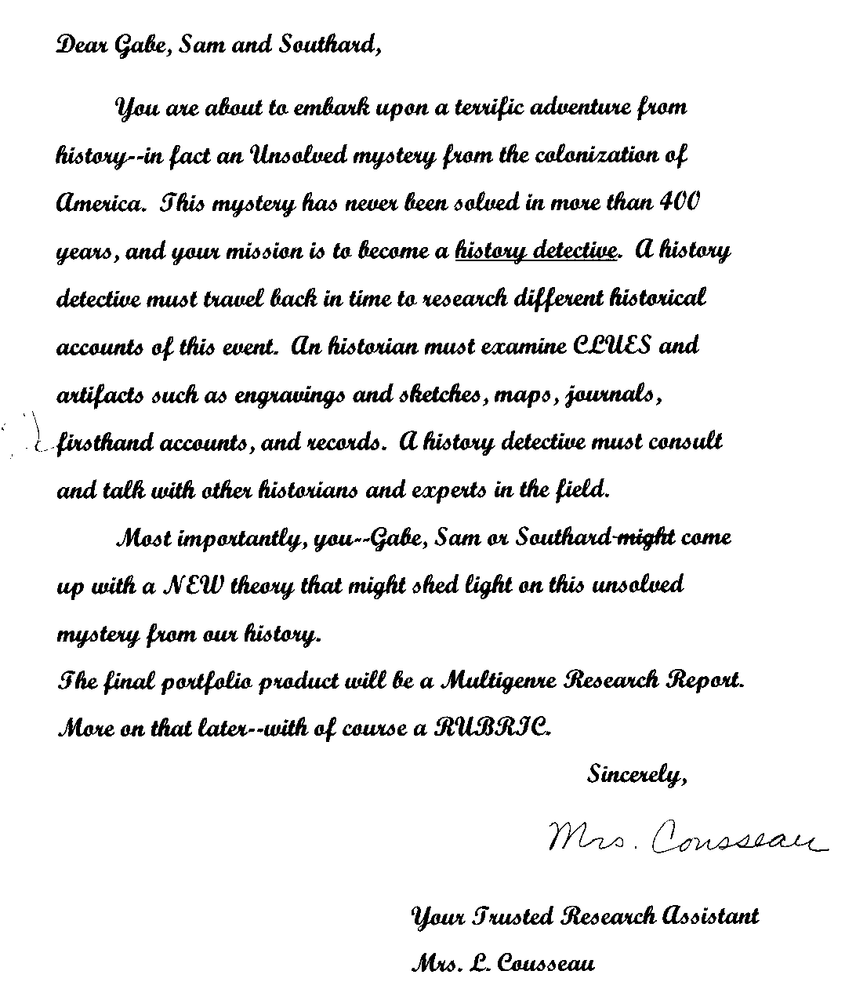 Dear Gabe, Sam and Southard,
You are about to embark upon a terrific adventure from
history--in fact an Unsolved mystery from the colonization of
America. This mystery has never been solved in more than 400
years, and your mission is to become a history detective. A history
detective must travel back in time to research different historical
accounts of this event. An historian must examine CLUES and
artifacts such as engravings and sketches, maps, journals,
firsthand accounts, and records. A history detective must consult
and talk with other historians and experts in the field.
Most importantly, you--Gabe, Sam or Southard-might come
up with a NEW theory that might shed light on this unsolved
mystery from our history.
The final portfolio product will be a Multigenre Research Report.
More on that later--with of course a RUBRIC.
Sincerely,
Mrs. Cousseau
Your Trusted Research Assistant
Mrs. L. Cousseau